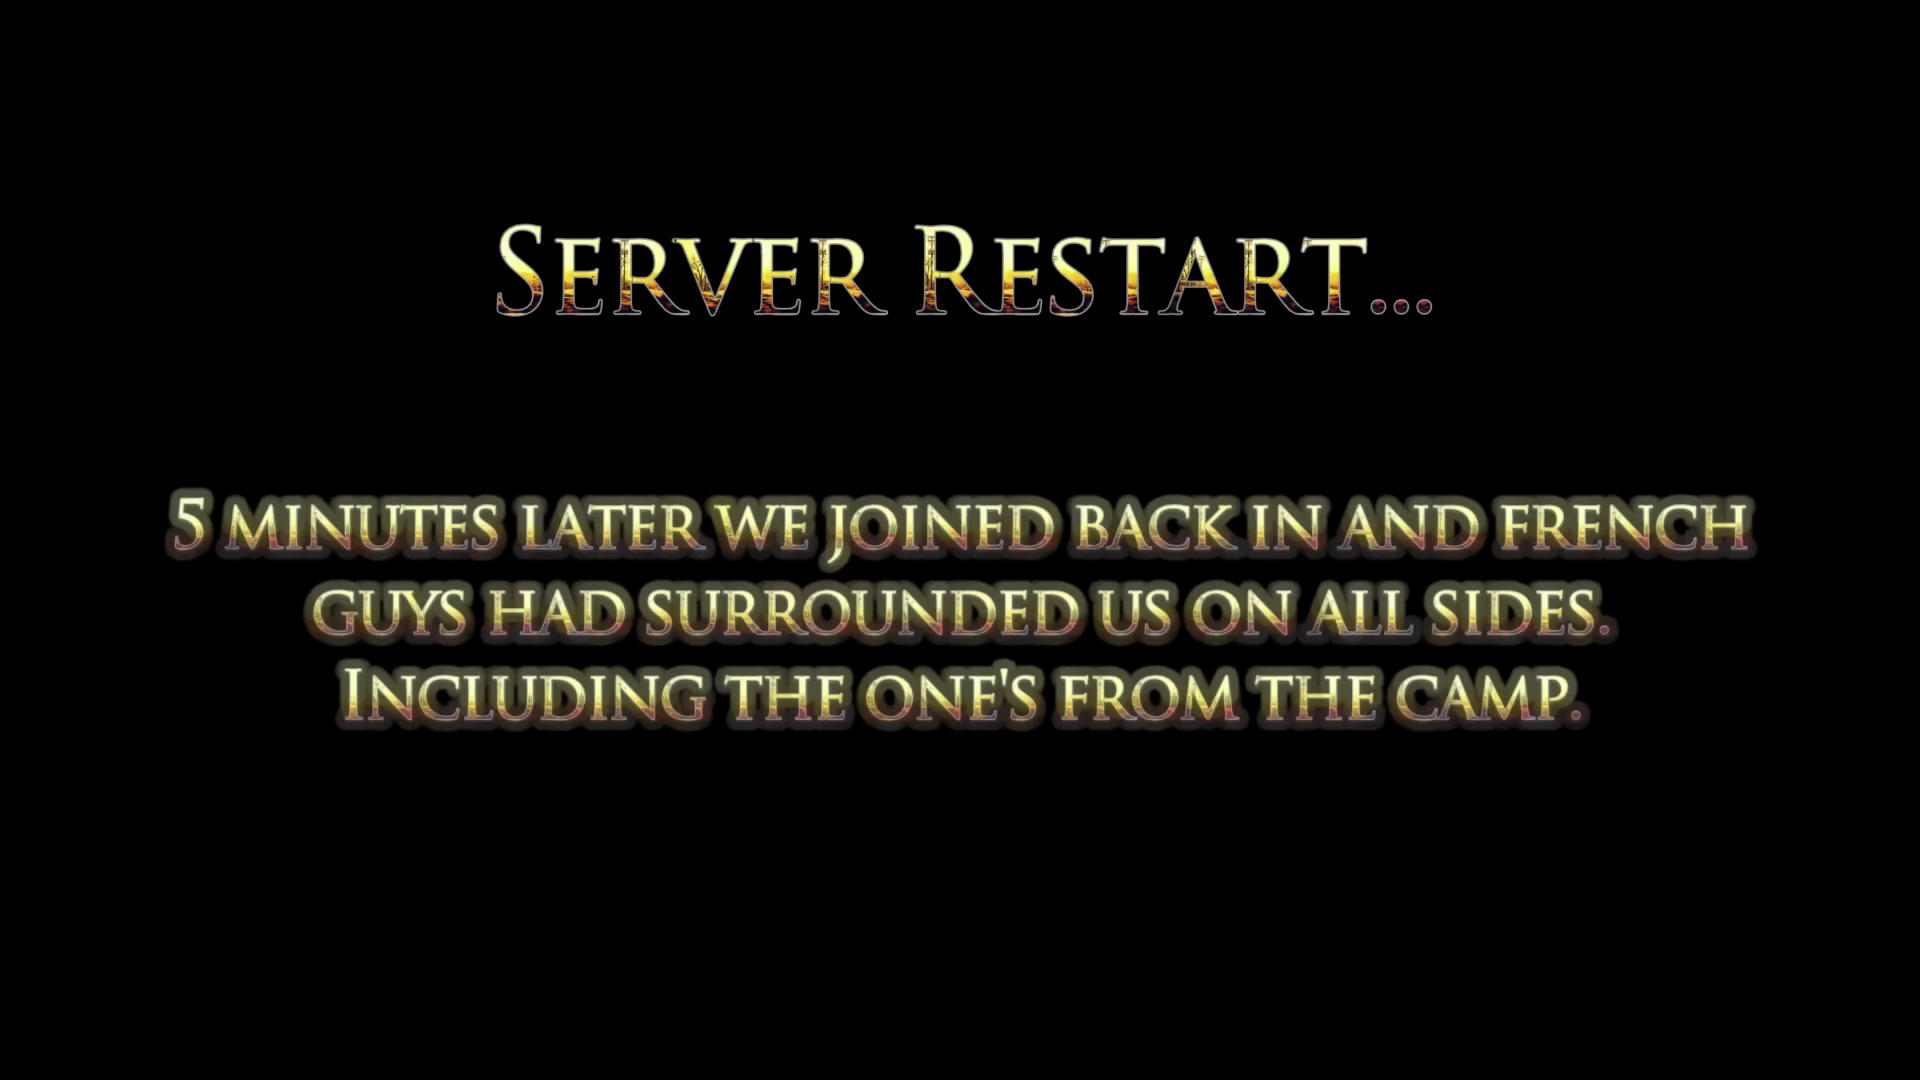 Server Restart...
5 minutes later we joined back in and french
guys had surrounded us on all sides.
Including the one's from the camp.